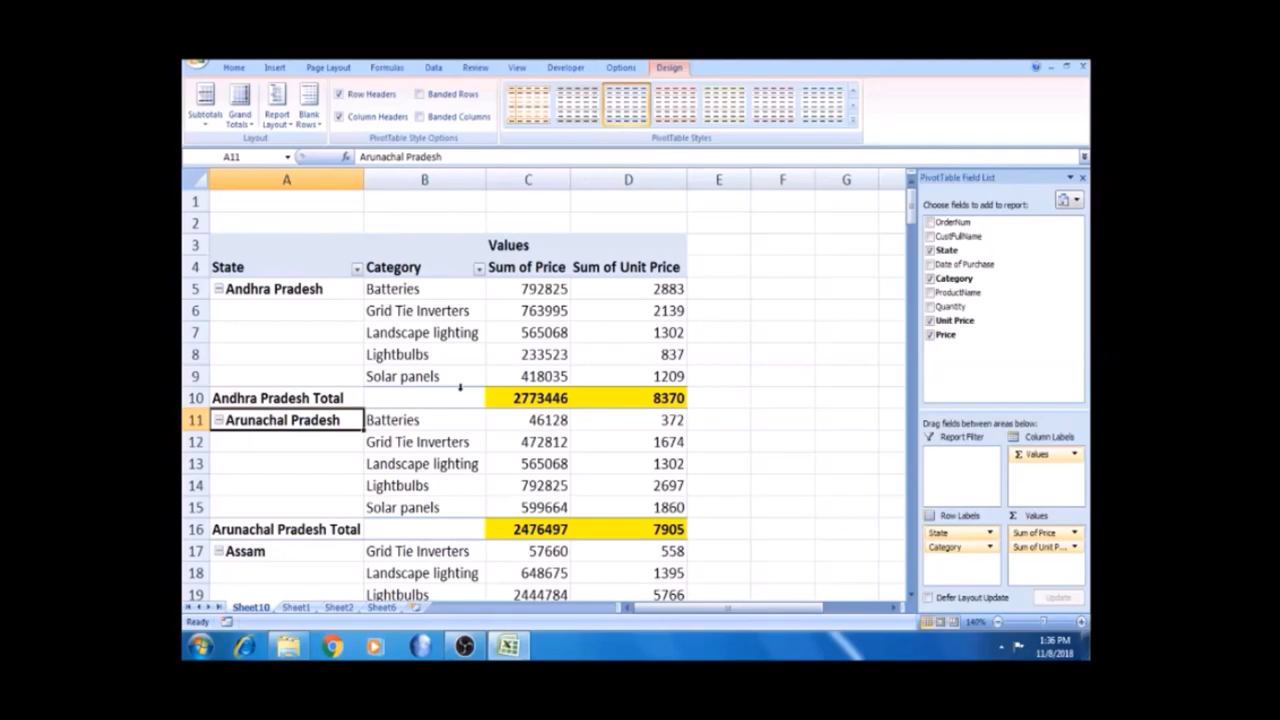 Home Insert Page Layout Formulas Data Review View Developer Options Design
Subtotals Grand Totals Report Layout Blank Rows
Row Headers Banded Rows
Column Headers Banded Columns
Layout PivotTable Style Options PivotTable Styles
A11 fx Arunachal Pradesh
A B C D E F G
1
2
3 Values
4 State Category Sum of Price Sum of Unit Price
5 Andhra Pradesh Batteries 792825 2883
6 Grid Tie Inverters 763995 2139
7 Landscape lighting 565068 1302
8 Lightbulbs 233523 837
9 Solar panels 418035 1209
10 Andhra Pradesh Total 2773446 8370
11 Arunachal Pradesh Batteries 46128 372
12 Grid Tie Inverters 472812 1674
13 Landscape lighting 565068 1302
14 Lightbulbs 792825 2697
15 Solar panels 599664 1860
16 Arunachal Pradesh Total 2476497 7905
17 Assam Grid Tie Inverters 57660 558
18 Landscape lighting 648675 1395
19 Lightbulbs 2444784 5766
PivotTable Field List
Choose fields to add to report:
OrderNum
CustFullName
State
Date of Purchase
Category
ProductName
Quantity
Unit Price
Price
Drag fields between areas below:
Report Filter Column Labels
Σ Values
Row Labels Σ Values
State Sum of Price
Category Sum of Unit P...
Defer Layout Update Update
Sheet10 Sheet1 Sheet2 Sheet6
Ready 140%
1:36 PM
11/8/2018